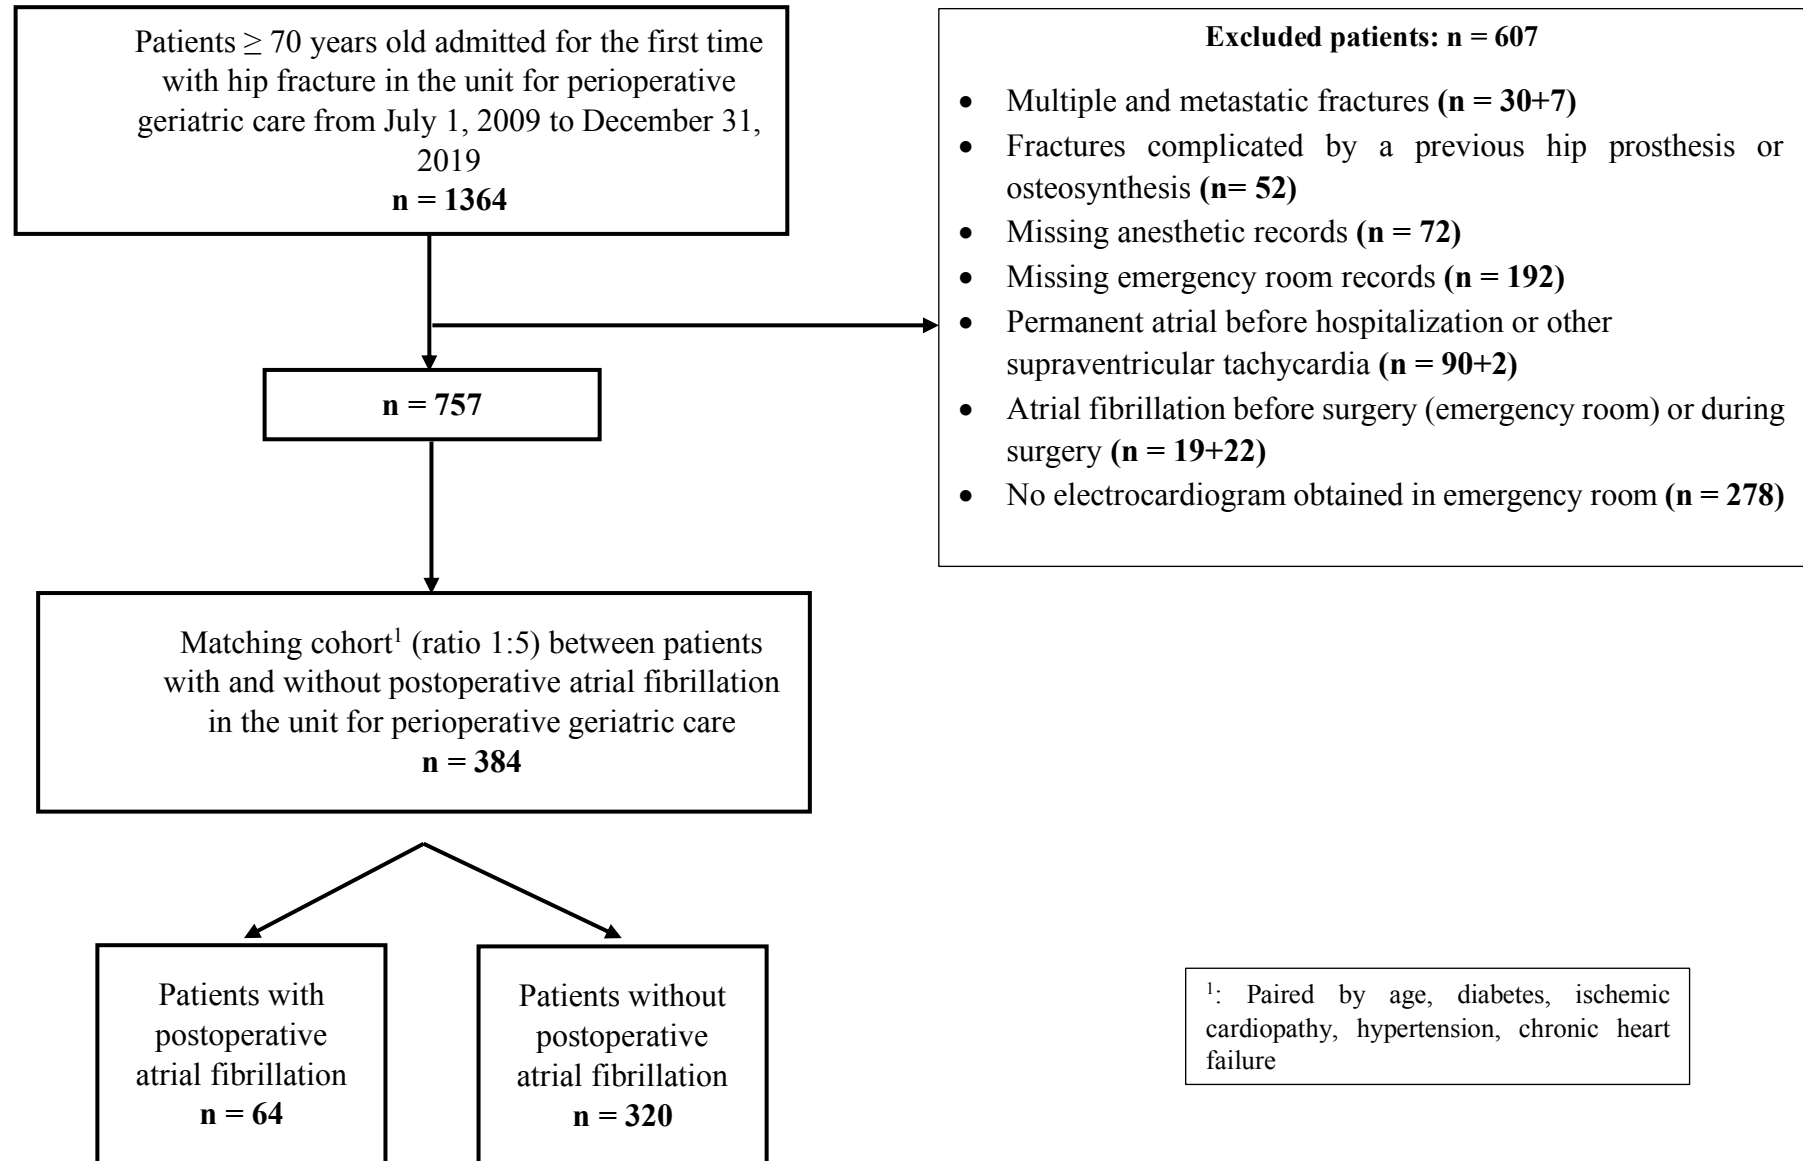 Patients ≥ 70 years old admitted for the first time
with hip fracture in the unit for perioperative
geriatric care from July 1, 2009 to December 31,
2019
n = 1364
Excluded patients: n = 607
• Multiple and metastatic fractures (n = 30+7)
• Fractures complicated by a previous hip prosthesis or
osteosynthesis (n= 52)
• Missing anesthetic records (n = 72)
• Missing emergency room records (n = 192)
• Permanent atrial before hospitalization or other
supraventricular tachycardia (n = 90+2)
• Atrial fibrillation before surgery (emergency room) or during
surgery (n = 19+22)
• No electrocardiogram obtained in emergency room (n = 278)
n = 757
Matching cohort¹ (ratio 1:5) between patients
with and without postoperative atrial fibrillation
in the unit for perioperative geriatric care
n = 384
Patients with
postoperative
atrial fibrillation
n = 64
Patients without
postoperative
atrial fibrillation
n = 320
¹: Paired by age, diabetes, ischemic
cardiopathy, hypertension, chronic heart
failure